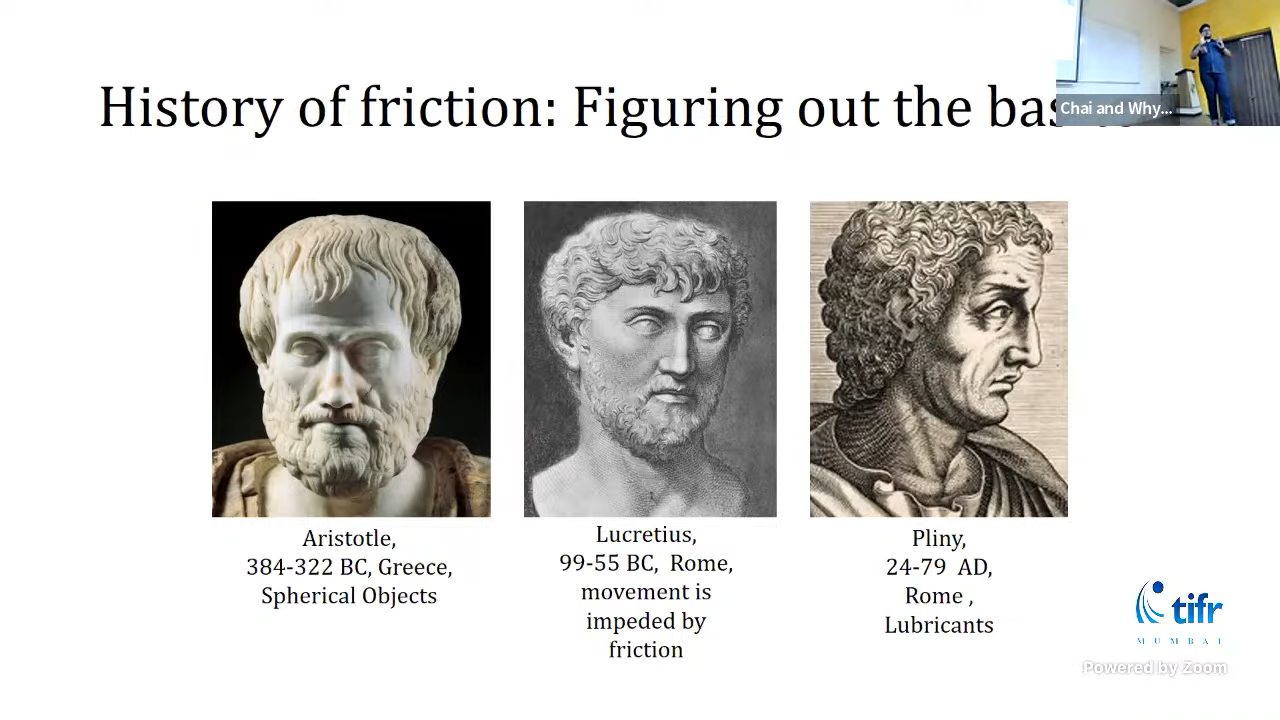 History of friction: Figuring out the
Chai and Why...
Aristotle,
384-322 BC, Greece,
Spherical Objects
Lucretius,
99-55 BC, Rome,
movement is
impeded by
friction
Pliny,
24-79 AD,
Rome ,
Lubricants
tifr
MUMBAI
Powered by Zoom